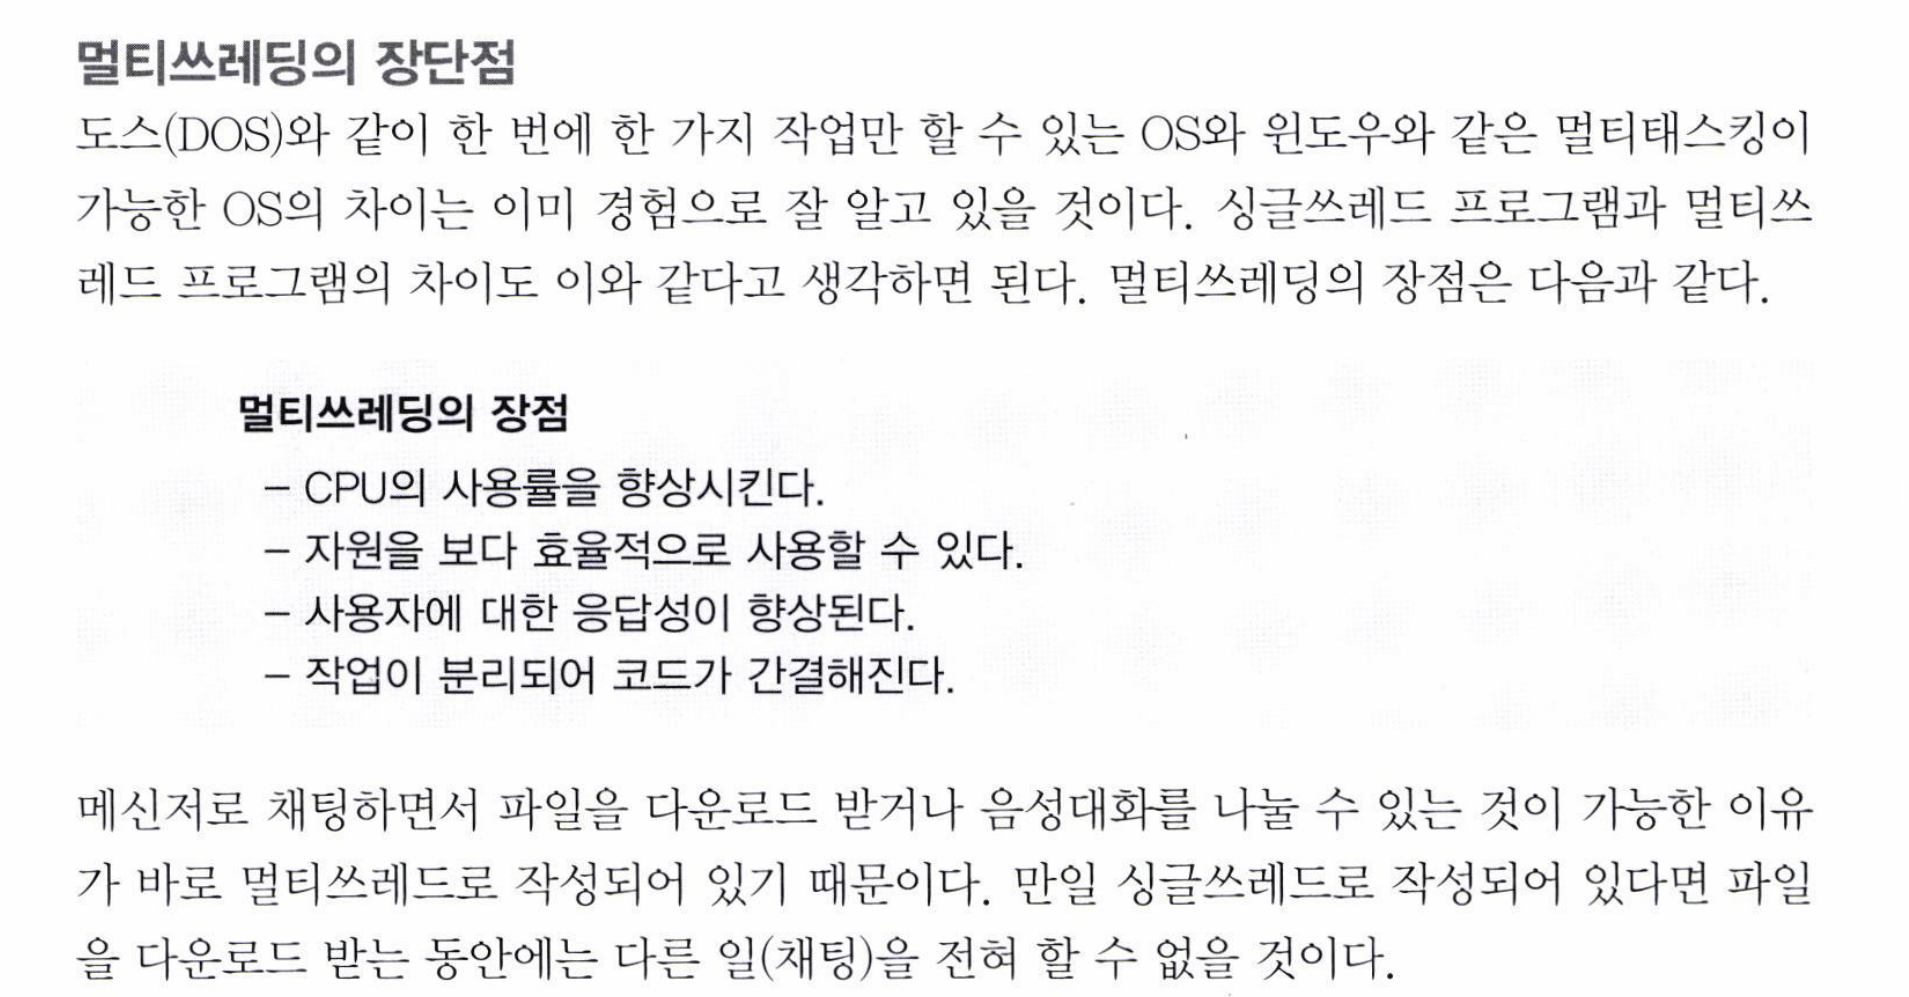 멀티쓰레딩의 장단점
도스(DOS)와 같이 한 번에 한 가지 작업만 할 수 있는 OS와 윈도우와 같은 멀티태스킹이
가능한 OS의 차이는 이미 경험으로 잘 알고 있을 것이다. 싱글쓰레드 프로그램과 멀티쓰
레드 프로그램의 차이도 이와 같다고 생각하면 된다. 멀티쓰레딩의 장점은 다음과 같다.
멀티쓰레딩의 장점
– CPU의 사용률을 향상시킨다.
– 자원을 보다 효율적으로 사용할 수 있다.
– 사용자에 대한 응답성이 향상된다.
– 작업이 분리되어 코드가 간결해진다.
메신저로 채팅하면서 파일을 다운로드 받거나 음성대화를 나눌 수 있는 것이 가능한 이유
가 바로 멀티쓰레드로 작성되어 있기 때문이다. 만일 싱글쓰레드로 작성되어 있다면 파일
을 다운로드 받는 동안에는 다른 일(채팅)을 전혀 할 수 없을 것이다.